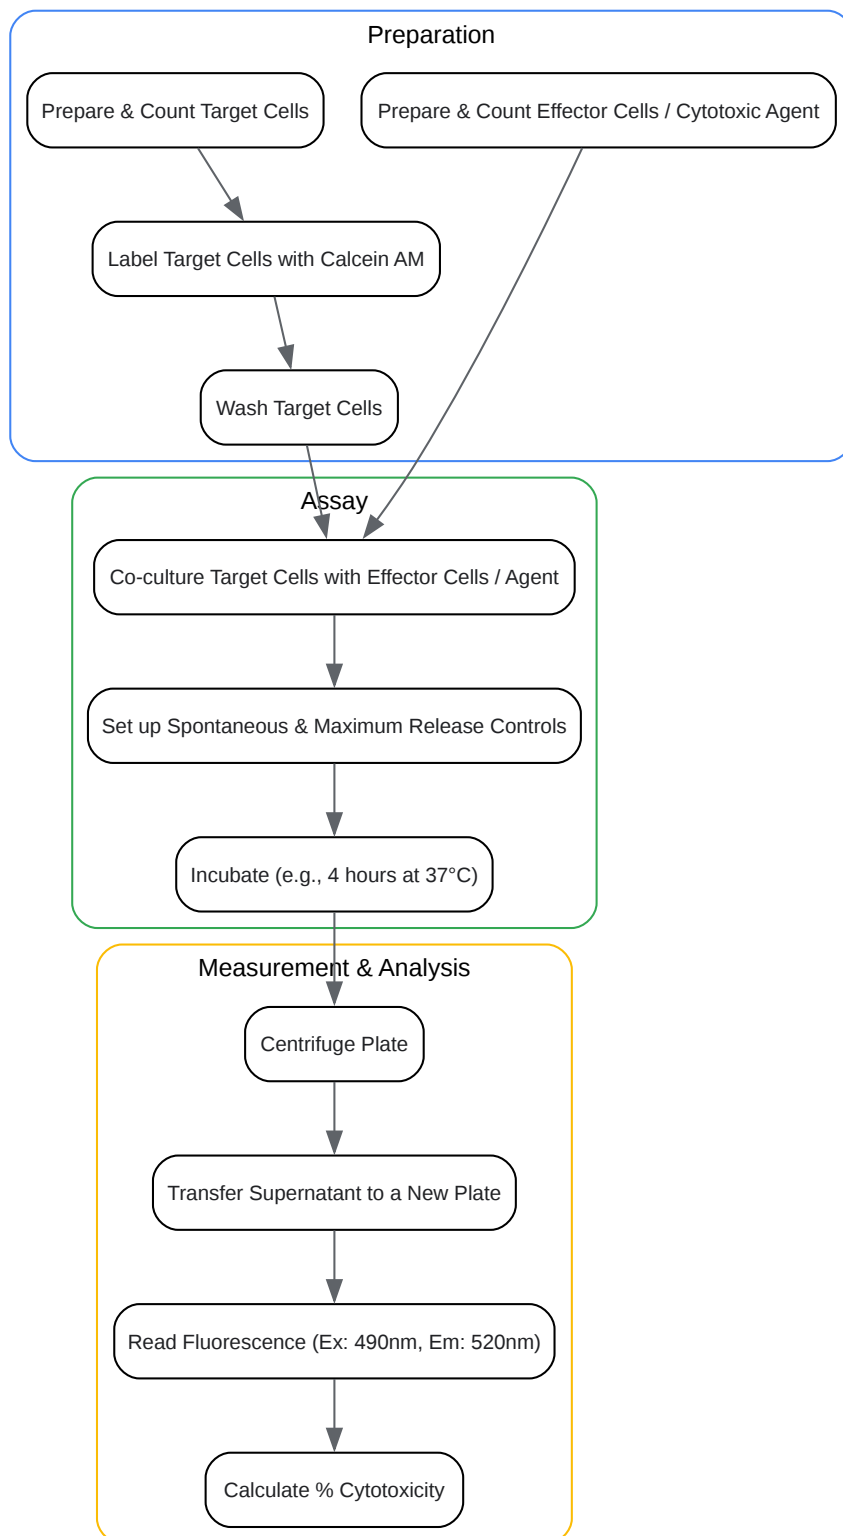 Preparation
Prepare & Count Target Cells
Prepare & Count Effector Cells / Cytotoxic Agent
Label Target Cells with Calcein AM
Wash Target Cells
Assay
Co-culture Target Cells with Effector Cells / Agent
Set up Spontaneous & Maximum Release Controls
Incubate (e.g., 4 hours at 37°C)
Measurement & Analysis
Centrifuge Plate
Transfer Supernatant to a New Plate
Read Fluorescence (Ex: 490nm, Em: 520nm)
Calculate % Cytotoxicity